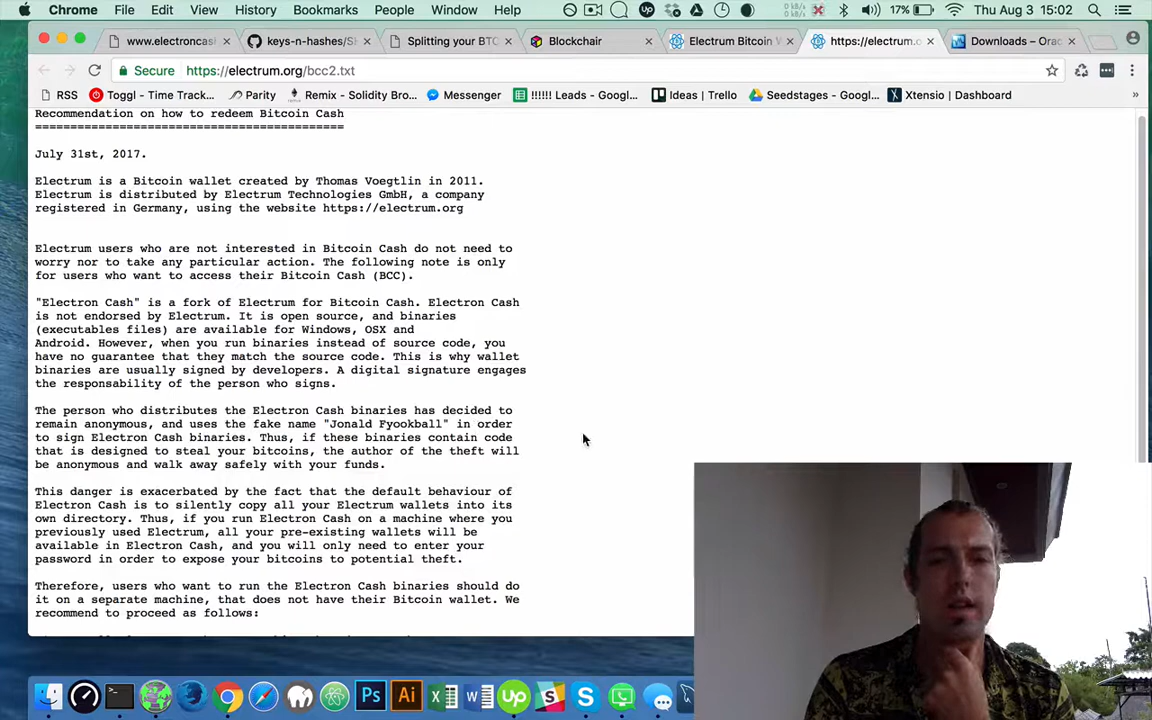 Chrome File Edit View History Bookmarks People Window Help 0 kB/s 0 kB/s 17% Thu Aug 3 15:02
www.electroncas keys-n-hashes/SH Splitting your BTC Blockchair Electrum Bitcoin W https://electrum.o Downloads – Orac
Secure https://electrum.org/bcc2.txt
RSS Toggl - Time Track... Parity Remix - Solidity Bro... Messenger !!!!!! Leads - Googl... Ideas | Trello Seedstages - Googl... Xtensio | Dashboard »
Recommendation on how to redeem Bitcoin Cash
============================================
July 31st, 2017.
Electrum is a Bitcoin wallet created by Thomas Voegtlin in 2011.
Electrum is distributed by Electrum Technologies GmbH, a company
registered in Germany, using the website https://electrum.org
Electrum users who are not interested in Bitcoin Cash do not need to
worry nor to take any particular action. The following note is only
for users who want to access their Bitcoin Cash (BCC).
"Electron Cash" is a fork of Electrum for Bitcoin Cash. Electron Cash
is not endorsed by Electrum. It is open source, and binaries
(executables files) are available for Windows, OSX and
Android. However, when you run binaries instead of source code, you
have no guarantee that they match the source code. This is why wallet
binaries are usually signed by developers. A digital signature engages
the responsability of the person who signs.
The person who distributes the Electron Cash binaries has decided to
remain anonymous, and uses the fake name "Jonald Fyookball" in order
to sign Electron Cash binaries. Thus, if these binaries contain code
that is designed to steal your bitcoins, the author of the theft will
be anonymous and walk away safely with your funds.
This danger is exacerbated by the fact that the default behaviour of
Electron Cash is to silently copy all your Electrum wallets into its
own directory. Thus, if you run Electron Cash on a machine where you
previously used Electrum, all your pre-existing wallets will be
available in Electron Cash, and you will only need to enter your
password in order to expose your bitcoins to potential theft.
Therefore, users who want to run the Electron Cash binaries should do
it on a separate machine, that does not have their Bitcoin wallet. We
recommend to proceed as follows:
Ps Ai X W Up S